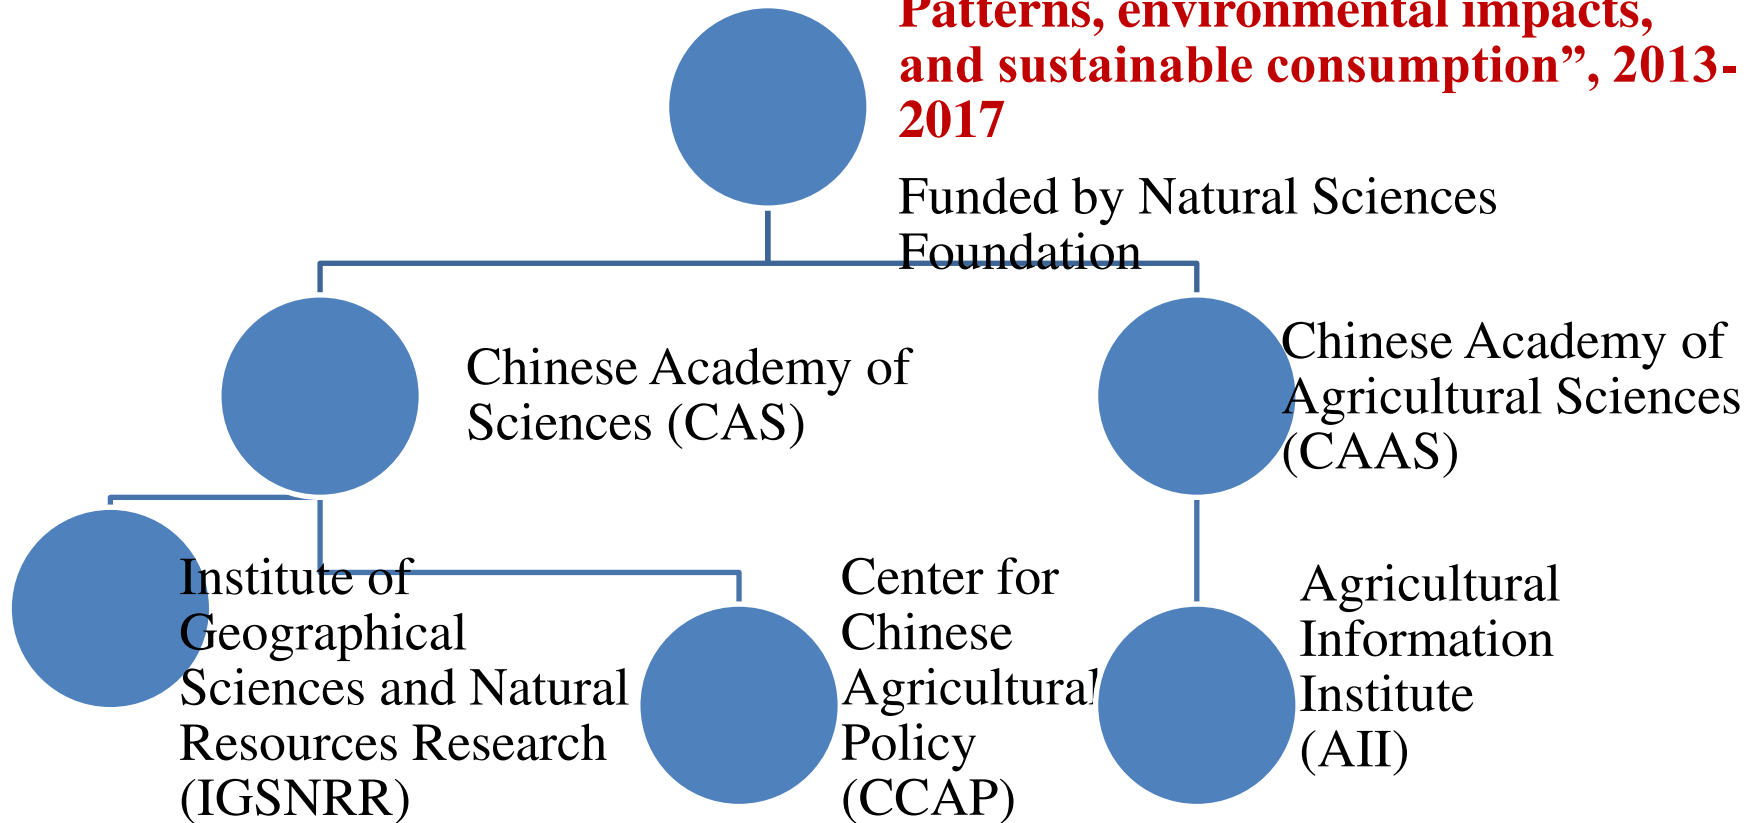 Patterns, environmental impacts,
and sustainable consumption”, 2013-
2017
Funded by Natural Sciences
Foundation
Chinese Academy of
Sciences (CAS)
Chinese Academy of
Agricultural Sciences
(CAAS)
Institute of
Geographical
Sciences and Natural
Resources Research
(IGSNRR)
Center for
Chinese
Agricultural
Policy
(CCAP)
Agricultural
Information
Institute
(AII)